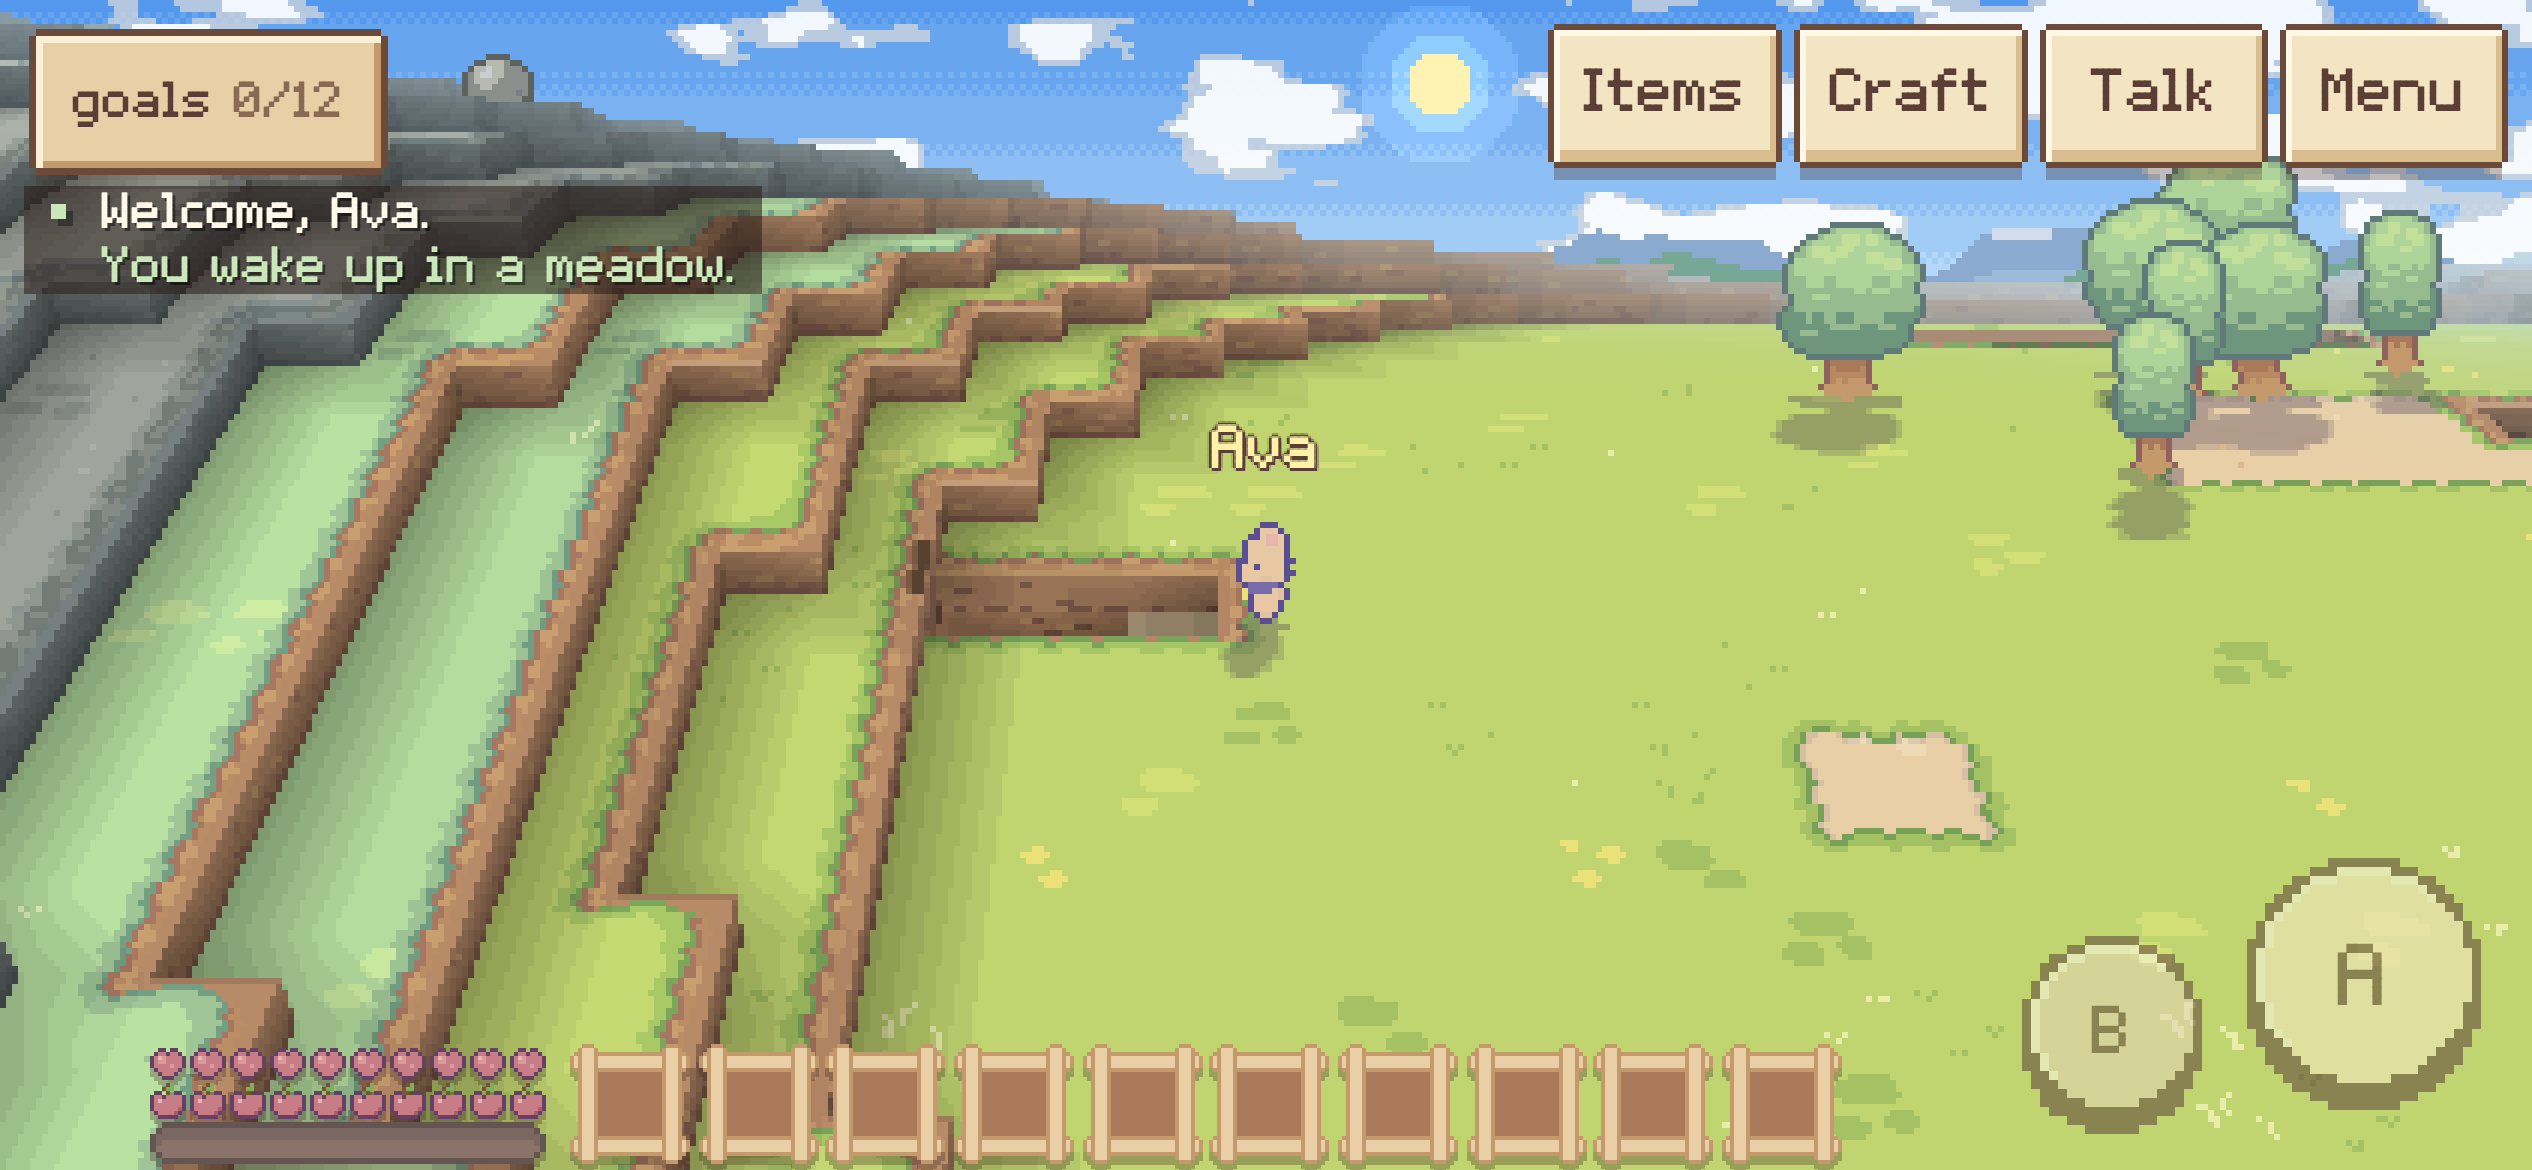 goals 0/12
Items
Craft
Talk
Menu
Welcome, Ava.
You wake up in a meadow.
Ava
B
A